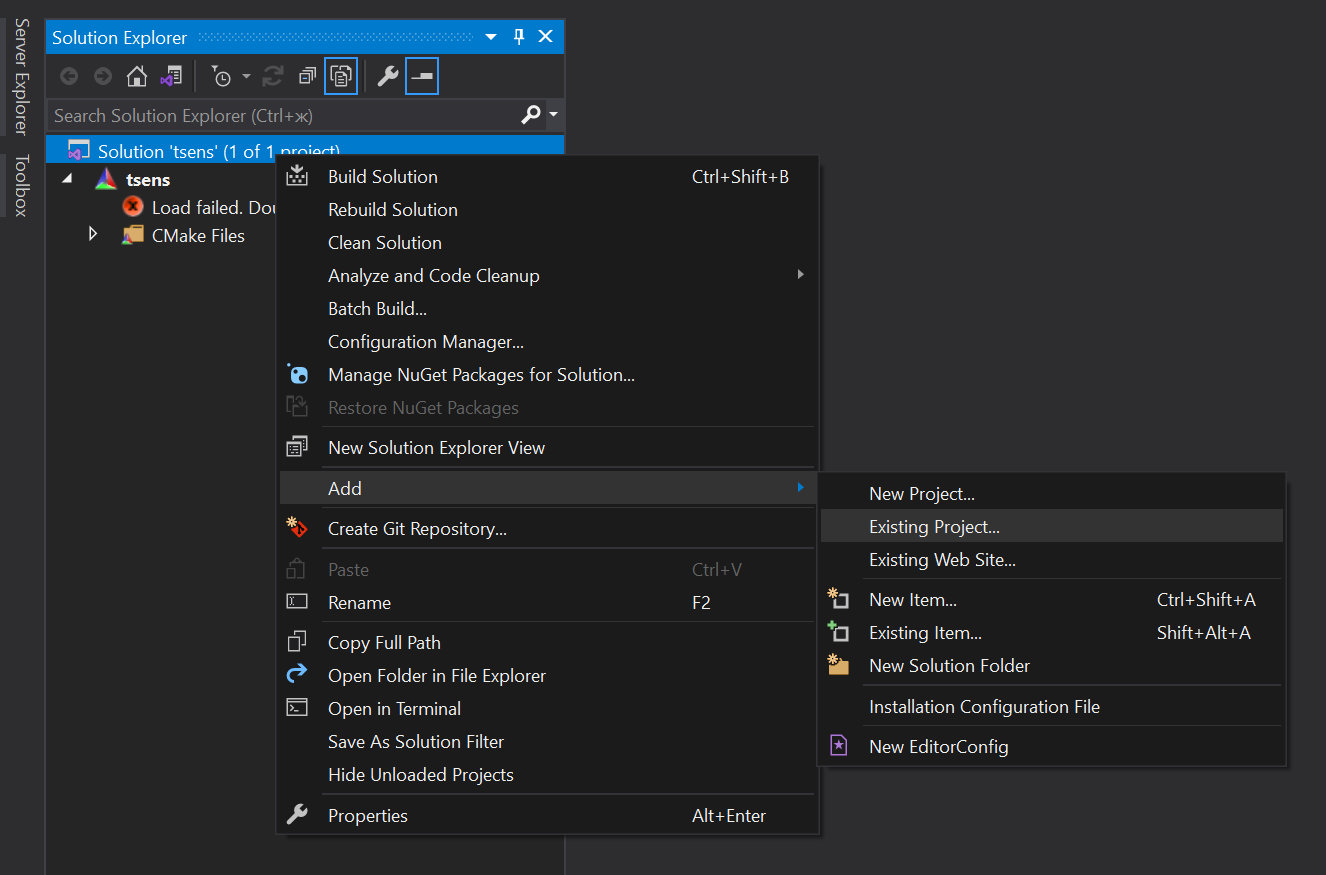 Server Explorer
Toolbox
Solution Explorer
Search Solution Explorer (Ctrl+ж)
Solution 'tsens' (1 of 1 project)
tsens
Load failed. Dou
CMake Files
Build Solution Ctrl+Shift+B
Rebuild Solution
Clean Solution
Analyze and Code Cleanup
Batch Build...
Configuration Manager...
Manage NuGet Packages for Solution...
Restore NuGet Packages
New Solution Explorer View
Add
Create Git Repository...
Paste Ctrl+V
Rename F2
Copy Full Path
Open Folder in File Explorer
Open in Terminal
Save As Solution Filter
Hide Unloaded Projects
Properties Alt+Enter
New Project...
Existing Project...
Existing Web Site...
New Item... Ctrl+Shift+A
Existing Item... Shift+Alt+A
New Solution Folder
Installation Configuration File
New EditorConfig